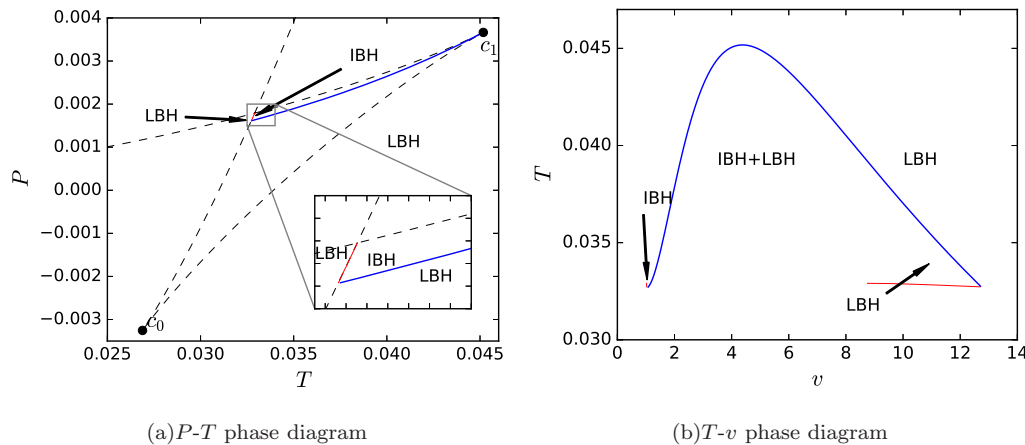 0.004
0.003
0.002
0.001
0.000
−0.001
−0.002
−0.003
P
0.025
0.030
0.035
0.040
0.045
T
c1
IBH
LBH
LBH
LBH
IBH
LBH
c0
(a)P-T phase diagram
0.045
0.040
0.035
0.030
T
0
2
4
6
8
10
12
14
v
IBH+LBH
LBH
IBH
LBH
(b)T-v phase diagram